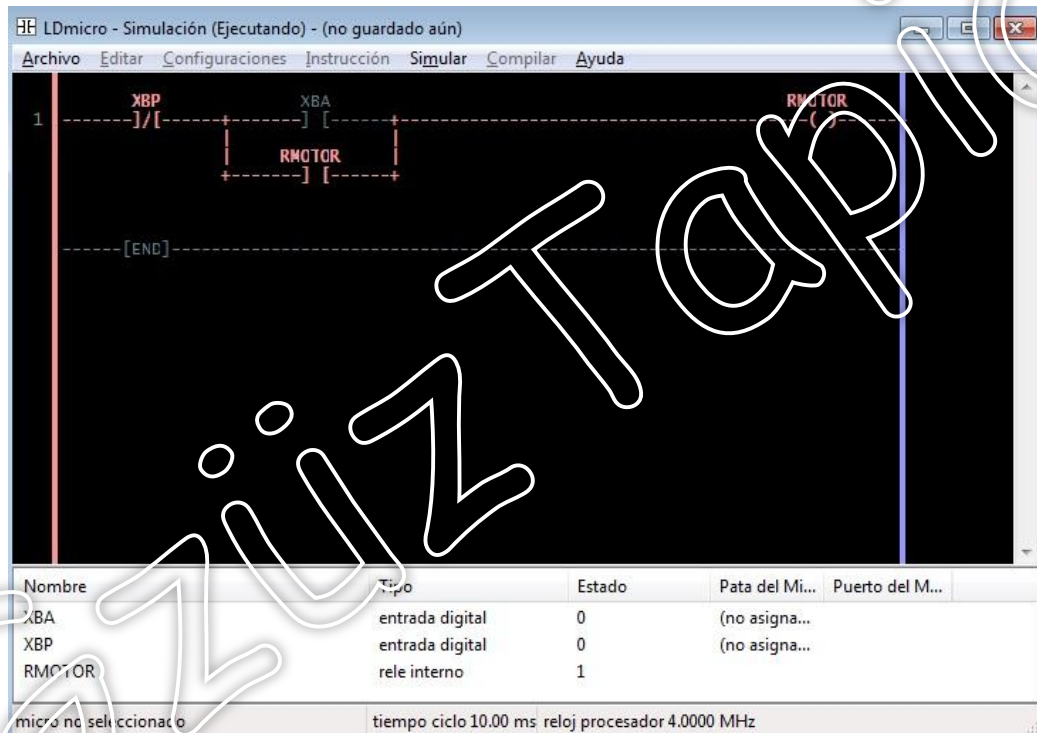 LDmicro - Simulación (Ejecutando) - (no guardado aún)
Archivo Editar Configuraciones Instrucción Simular Compilar Ayuda
XBP XBA RMOTOR
1 ------]/[------+-------] [------+----------( )------
RMOTOR
+-------] [------+
------[END]------
Nombre Tipo Estado Pata del Mi... Puerto del M...
XBA entrada digital 0 (no asigna...
XBP entrada digital 0 (no asigna...
RMOTOR rele interno 1
micro no seleccionado tiempo ciclo 10.00 ms reloj procesador 4.0000 MHz